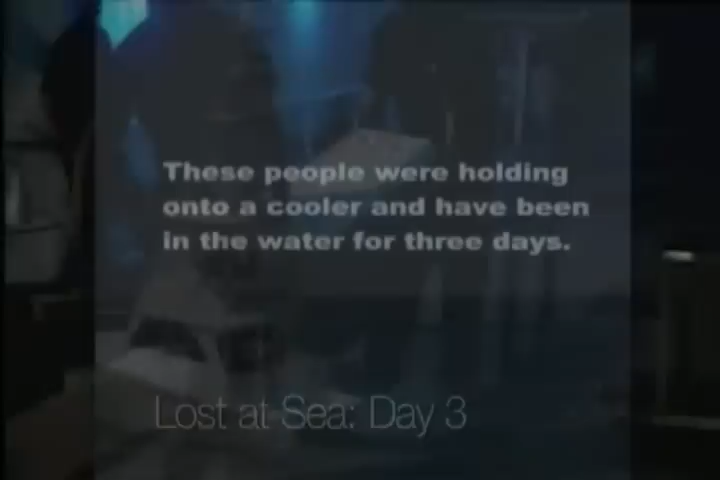 These people were holding
onto a cooler and have been
in the water for three days.
Lost at Sea: Day 3